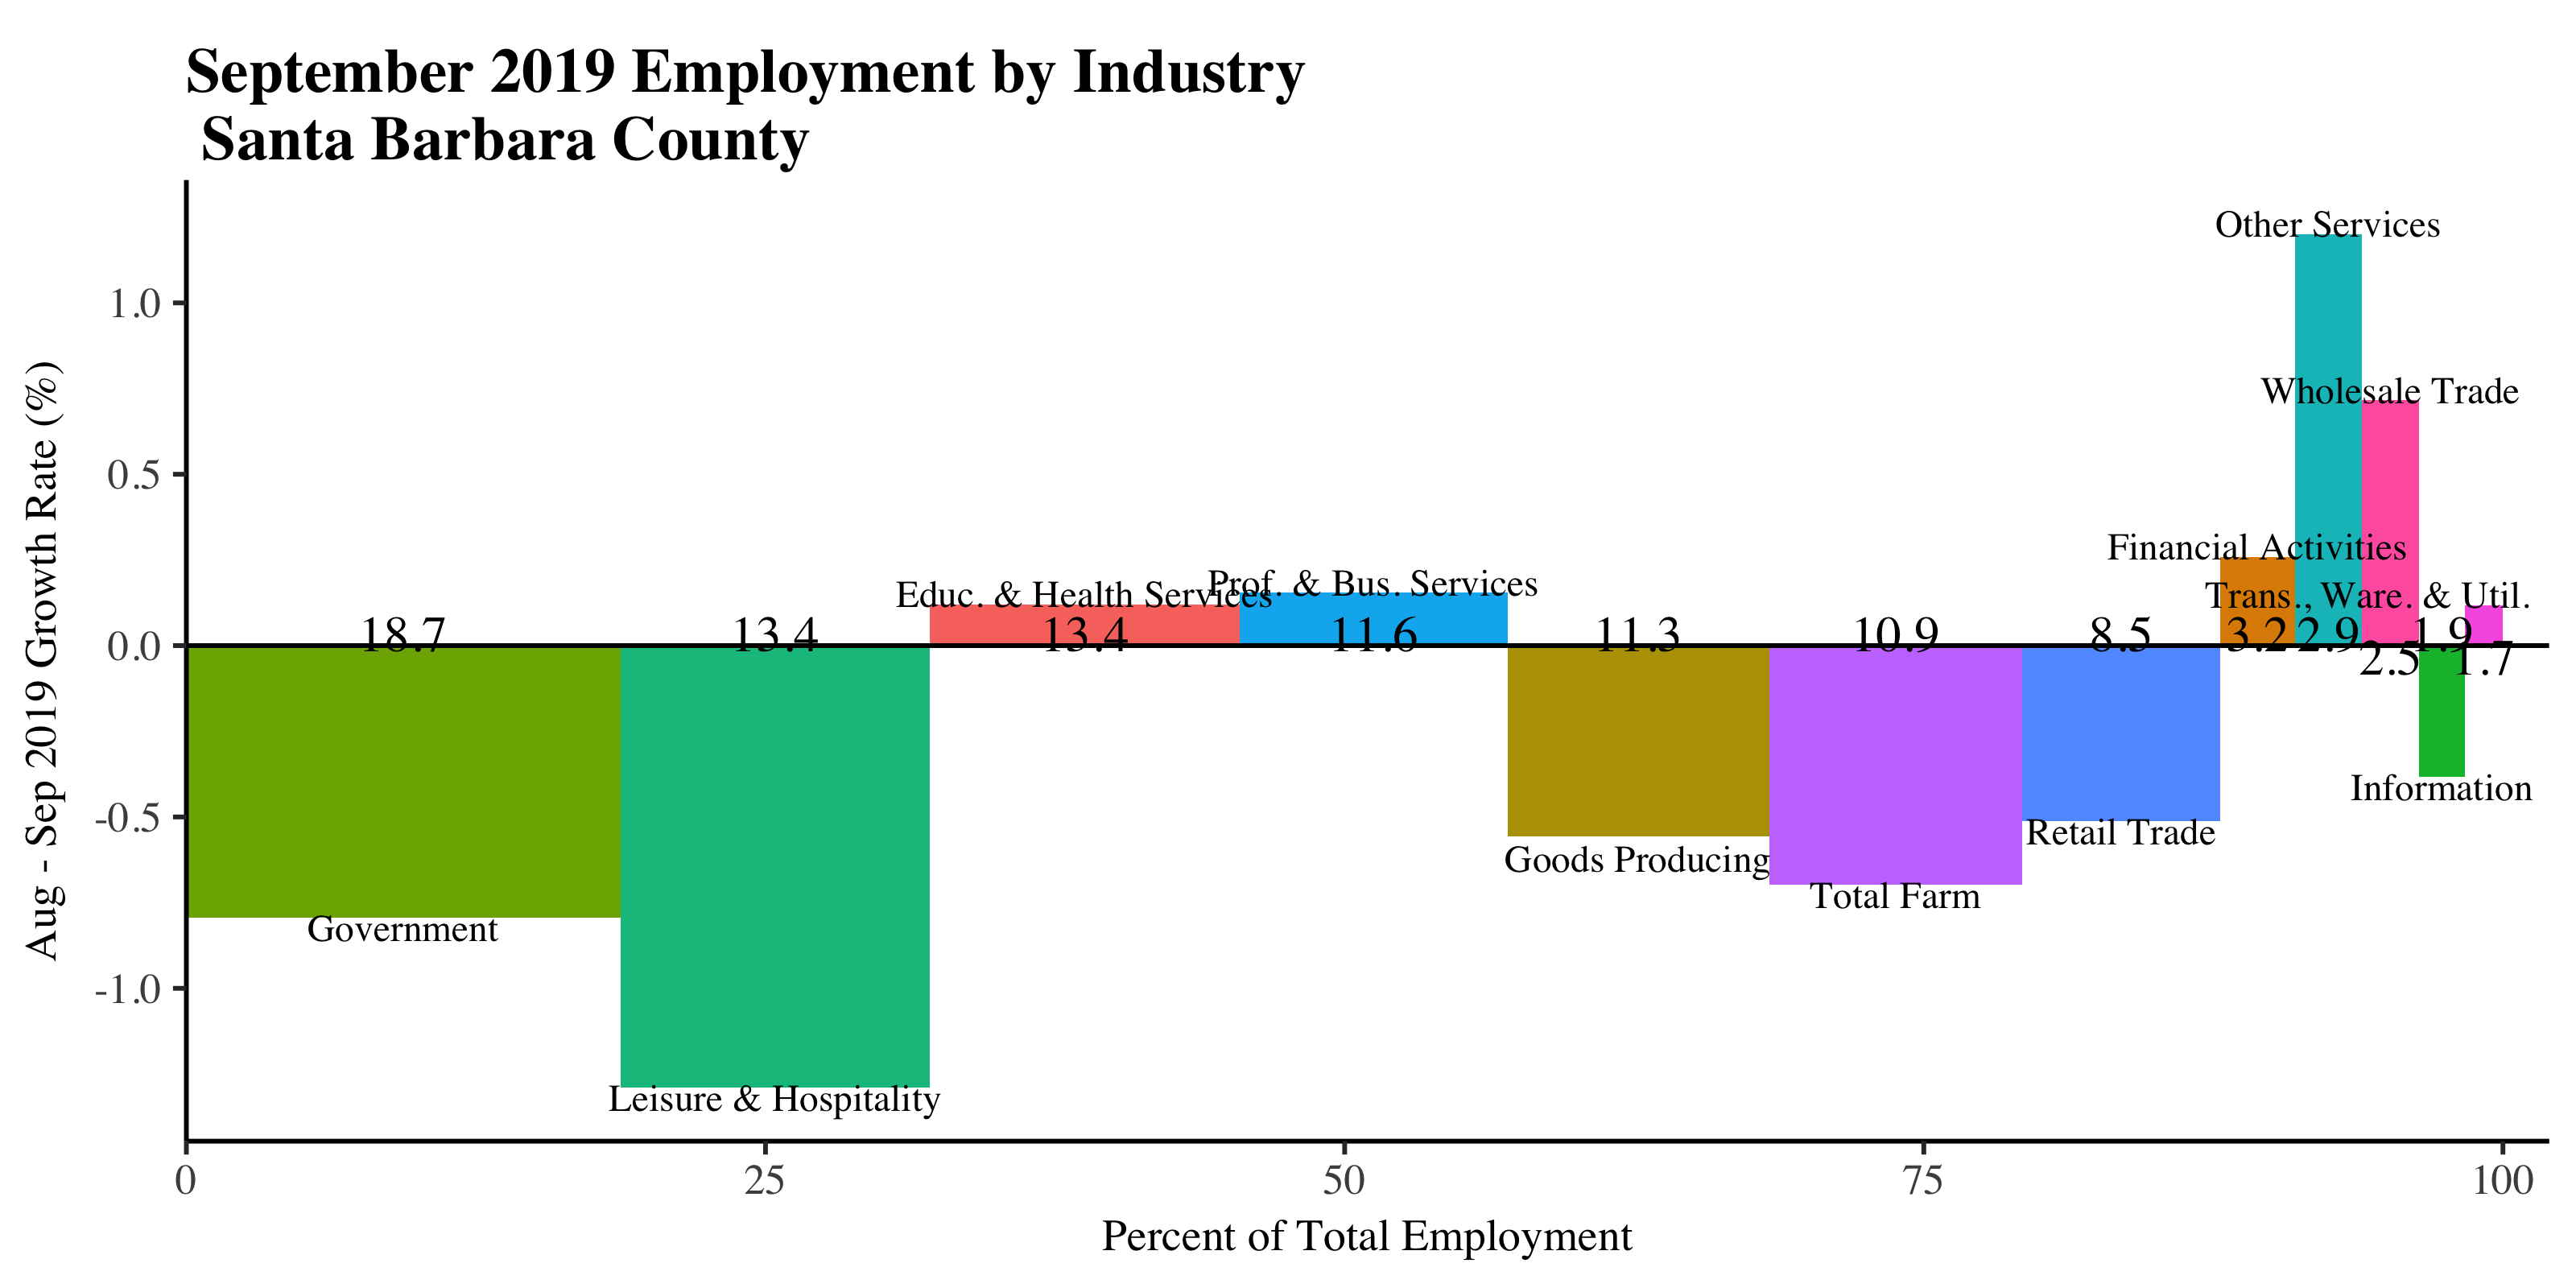 September 2019 Employment by Industry
Santa Barbara County
Aug - Sep 2019 Growth Rate (%)
1.0
0.5
0.0
-0.5
-1.0
Other Services
Wholesale Trade
Financial Activities
Prof. & Bus. Services
Educ. & Health Services
Trans., Ware. & Util.
18.7
13.4
13.4
11.6
11.3
10.9
8.5
3.2
2.9
2.5
1.9
1.7
Information
Retail Trade
Goods Producing
Total Farm
Government
Leisure & Hospitality
0
25
50
75
100
Percent of Total Employment